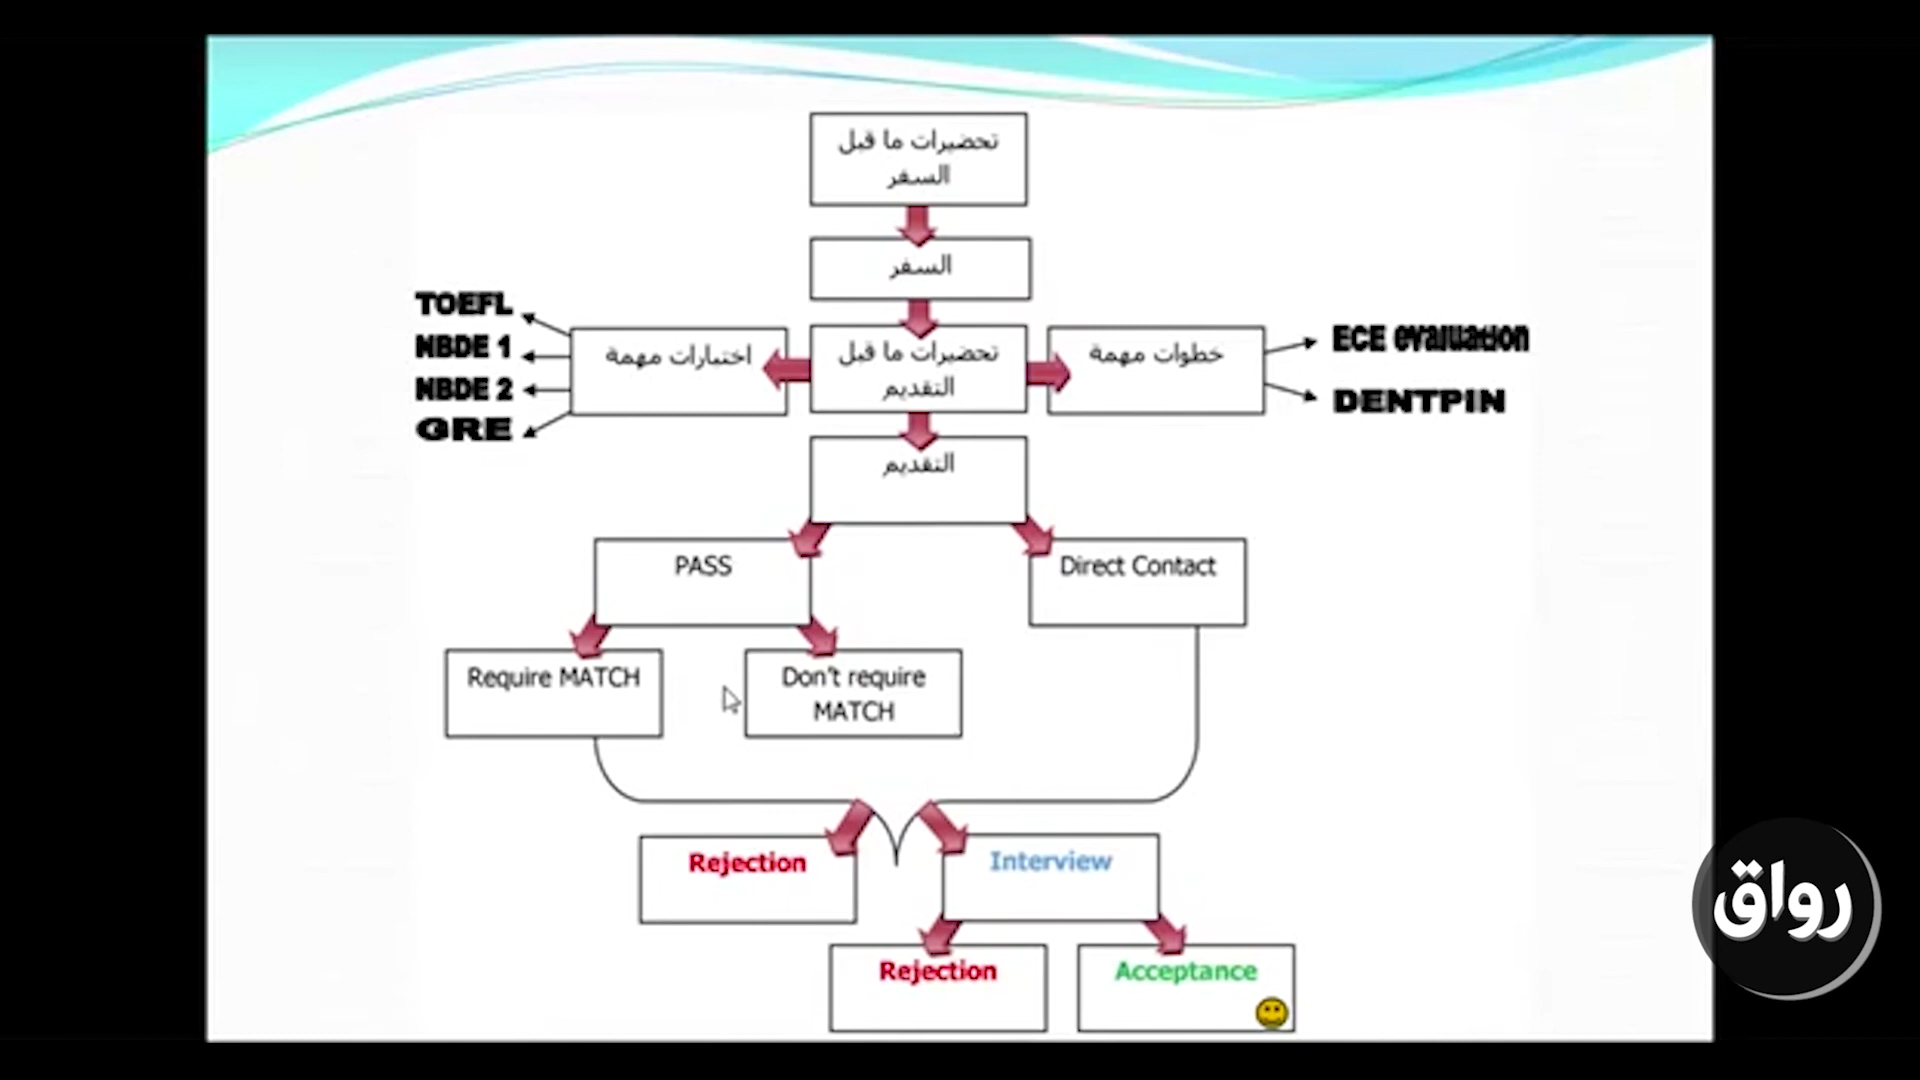 تحضيرات ما قبل
السفر
السفر
TOEFL
NBDE 1
NBDE 2
GRE
اختبارات مهمة
تحضيرات ما قبل
التقديم
خطوات مهمة
ECE evaluation
DENTPIN
التقديم
PASS
Direct Contact
Require MATCH
Don't require
MATCH
Rejection
Interview
Rejection
Acceptance
رواق